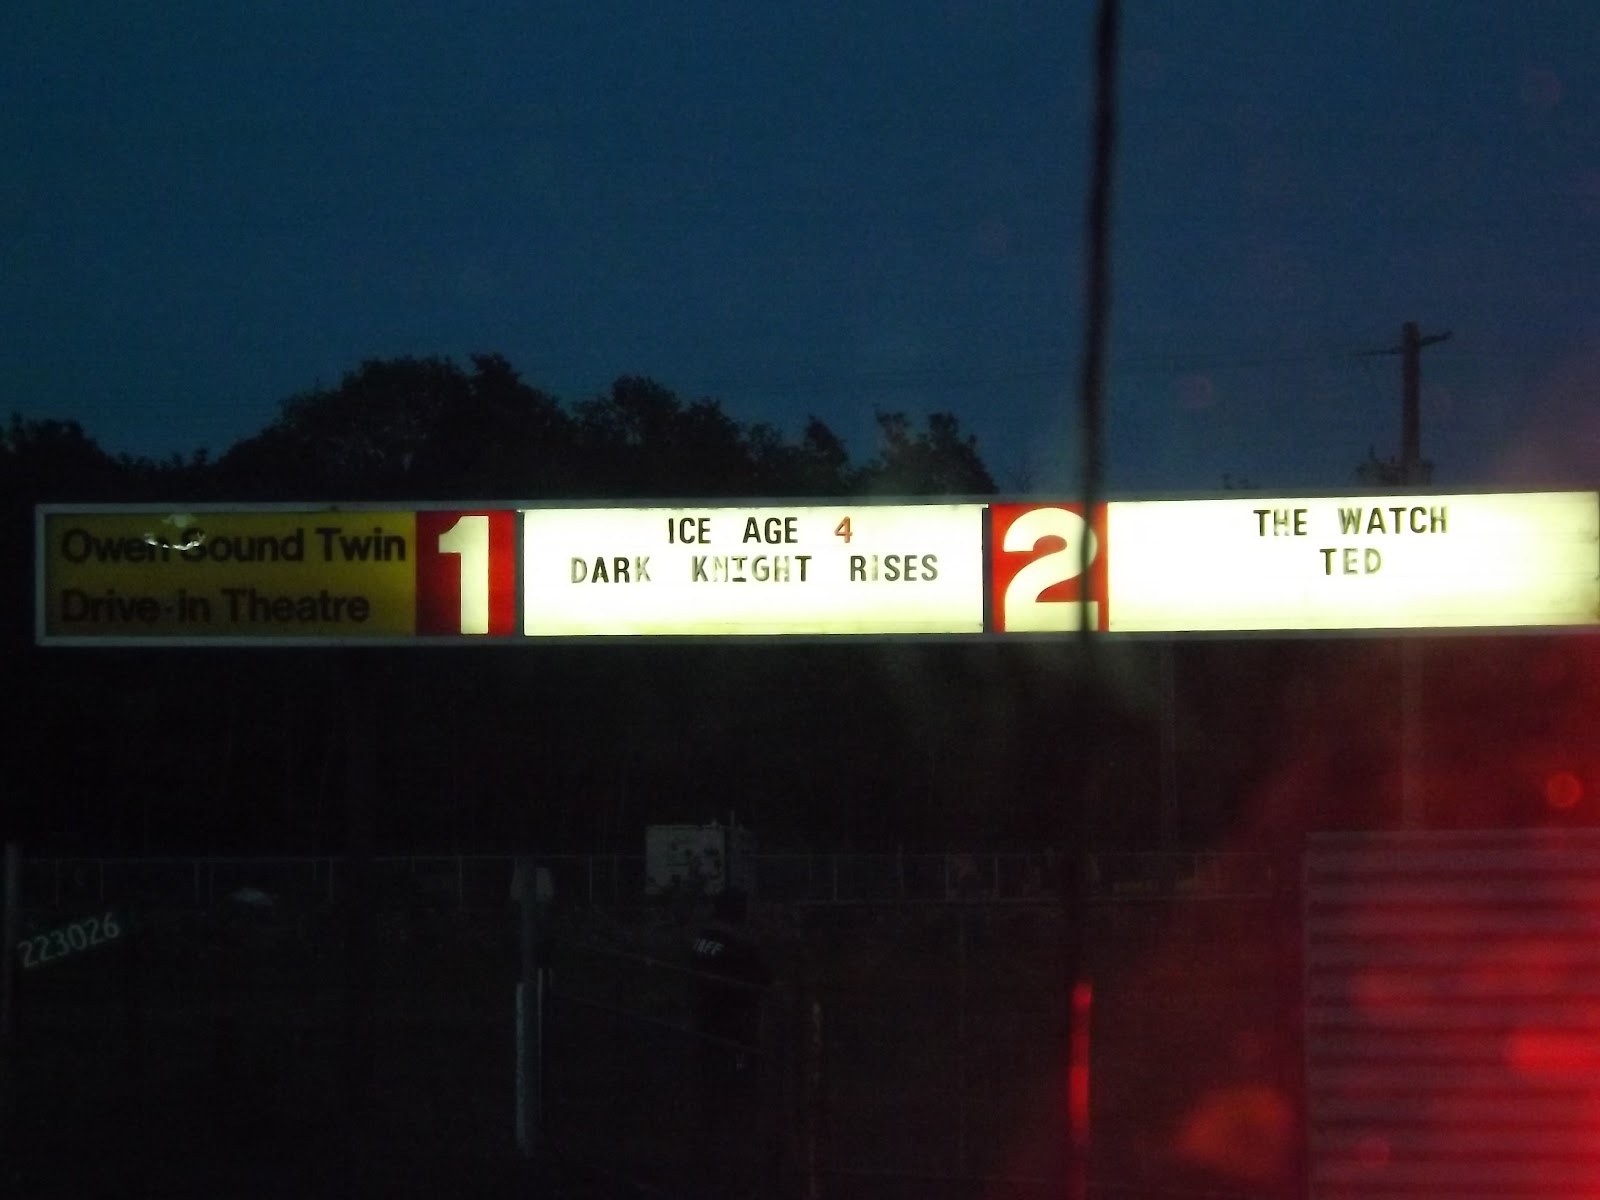 Owen Sound Twin
Drive-in Theatre
1
ICE AGE 4
DARK KNIGHT RISES
2
THE WATCH
TED
223026